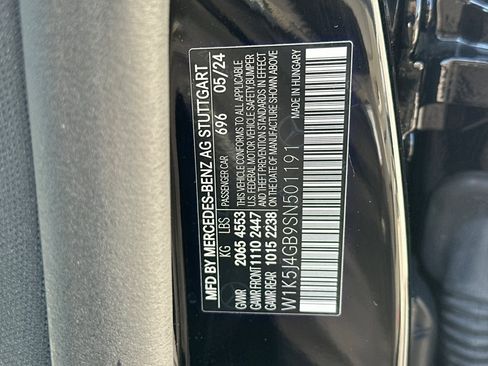 MFD BY MERCEDES-BENZ AG STUTTGART
PASSENGER CAR 696 05/24
KG LBS
GVWR 2065 4553
GAWR FRONT 1110 2447
GAWR REAR 1015 2238
THIS VEHICLE CONFORMS TO ALL APPLICABLE
U.S. FEDERAL MOTOR VEHICLE SAFETY, BUMPER
AND THEFT PREVENTION STANDARDS IN EFFECT
ON THE DATE OF MANUFACTURE SHOWN ABOVE
W1K5J4GB9SN501191
MADE IN HUNGARY